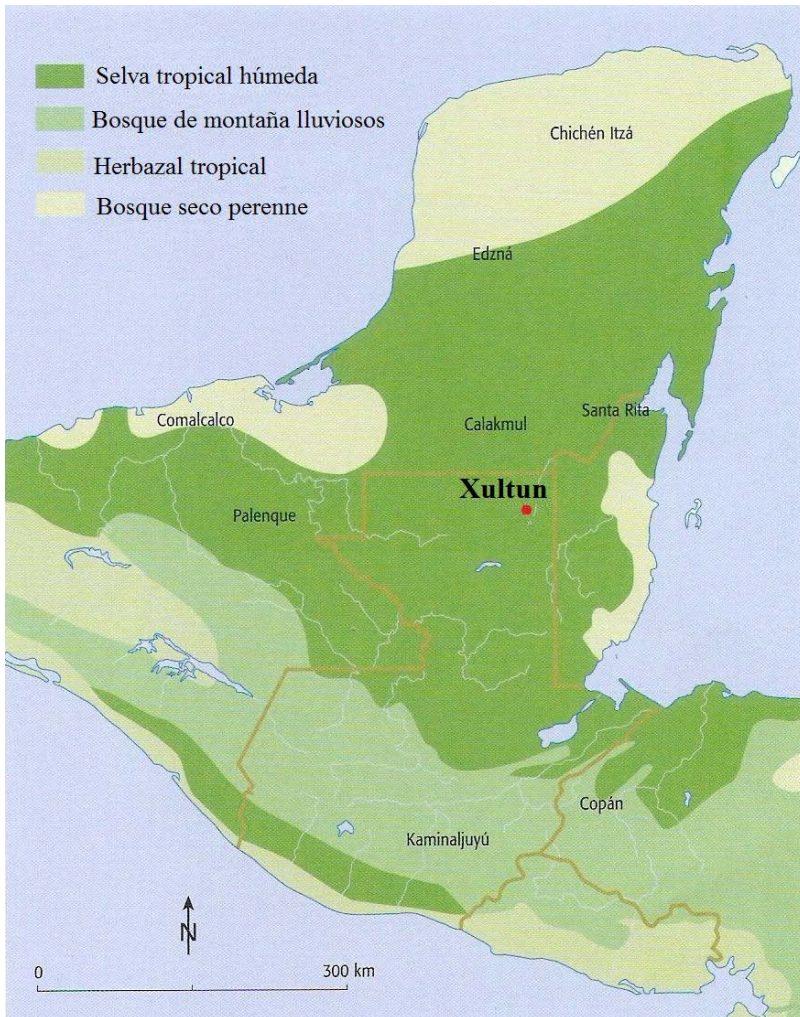 Selva tropical húmeda
Bosque de montaña lluviosos
Herbazal tropical
Bosque seco perenne
Chichén Itzá
Edzná
Comalcalco
Calakmul
Santa Rita
Xultun
Palenque
Copán
Kaminaljuyú
N
0 300 km